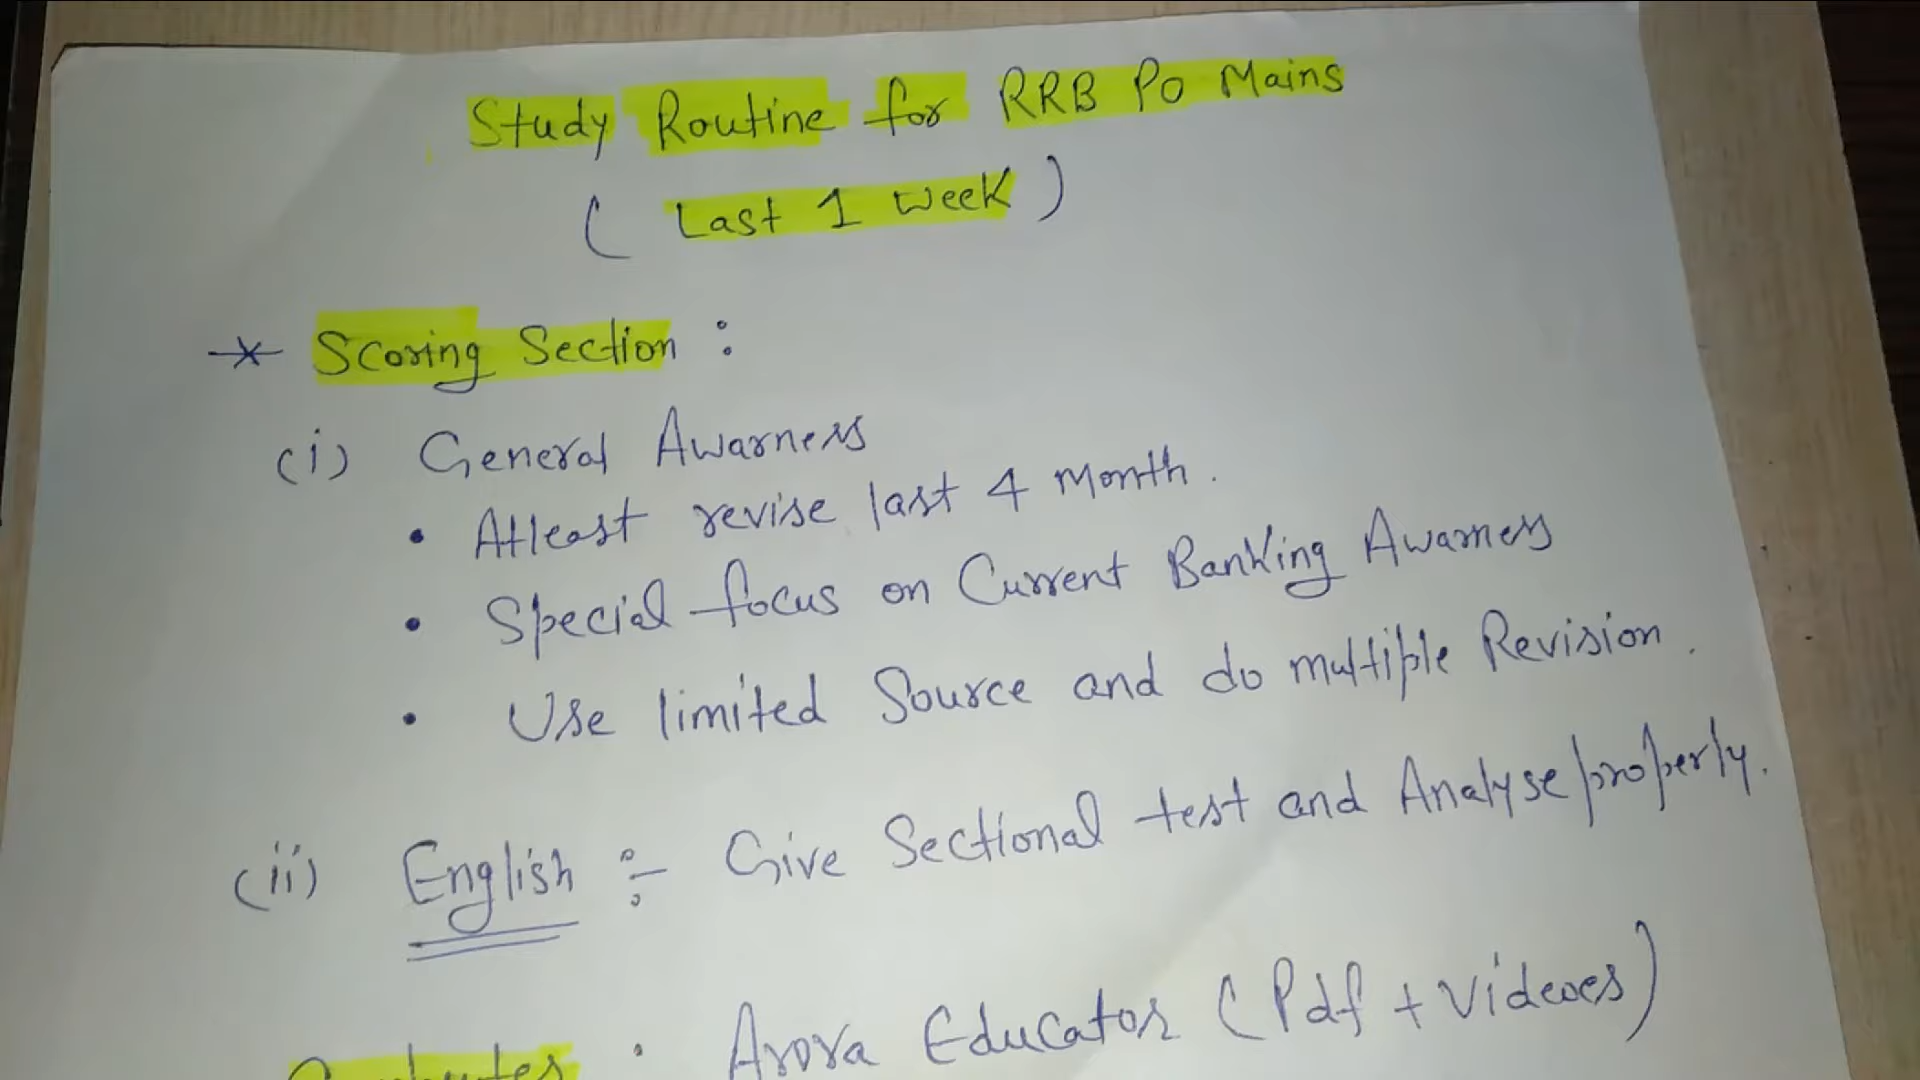 Study Routine for RRB PO Mains
( Last 1 Week )
* Scoring Section :
(i) General Awarness
• Atleast revise last 4 Month.
• Special focus on Current Banking Awarness
• Use limited Source and do multiple Revision.
(ii) English :- Give Sectional test and Analyse properly.
: Arora Educator (Pdf + Videoes)